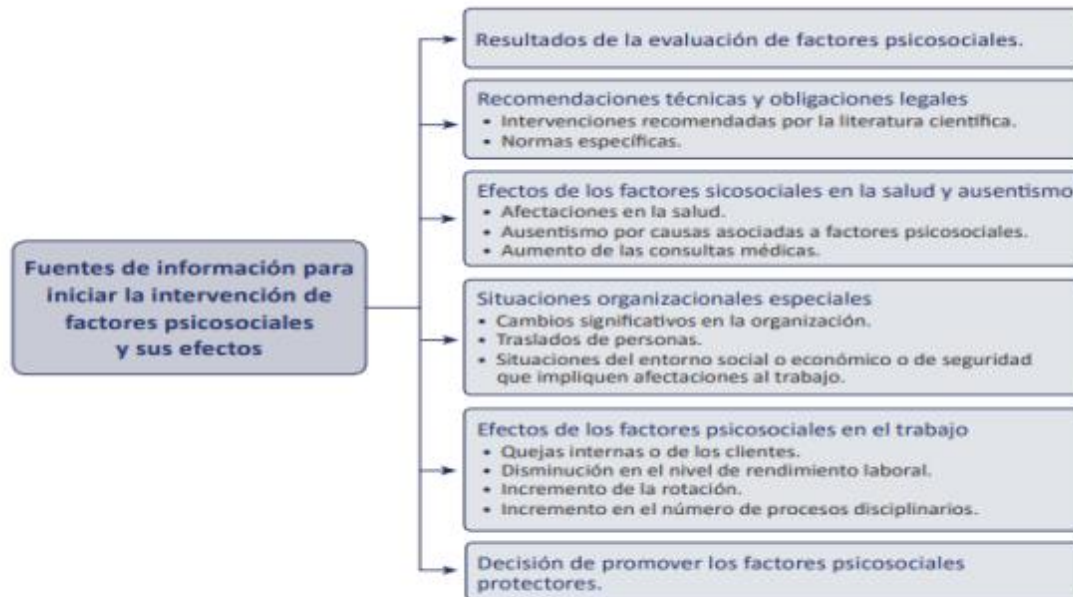 Fuentes de información para
iniciar la intervención de
factores psicosociales
y sus efectos
Resultados de la evaluación de factores psicosociales.
Recomendaciones técnicas y obligaciones legales
• Intervenciones recomendadas por la literatura científica.
• Normas específicas.
Efectos de los factores sicosociales en la salud y ausentismo
• Afectaciones en la salud.
• Ausentismo por causas asociadas a factores psicosociales.
• Aumento de las consultas médicas.
Situaciones organizacionales especiales
• Cambios significativos en la organización.
• Traslados de personas.
• Situaciones del entorno social o económico o de seguridad
que impliquen afectaciones al trabajo.
Efectos de los factores psicosociales en el trabajo
• Quejas internas o de los clientes.
• Disminución en el nivel de rendimiento laboral.
• Incremento de la rotación.
• Incremento en el número de procesos disciplinarios.
Decisión de promover los factores psicosociales
protectores.